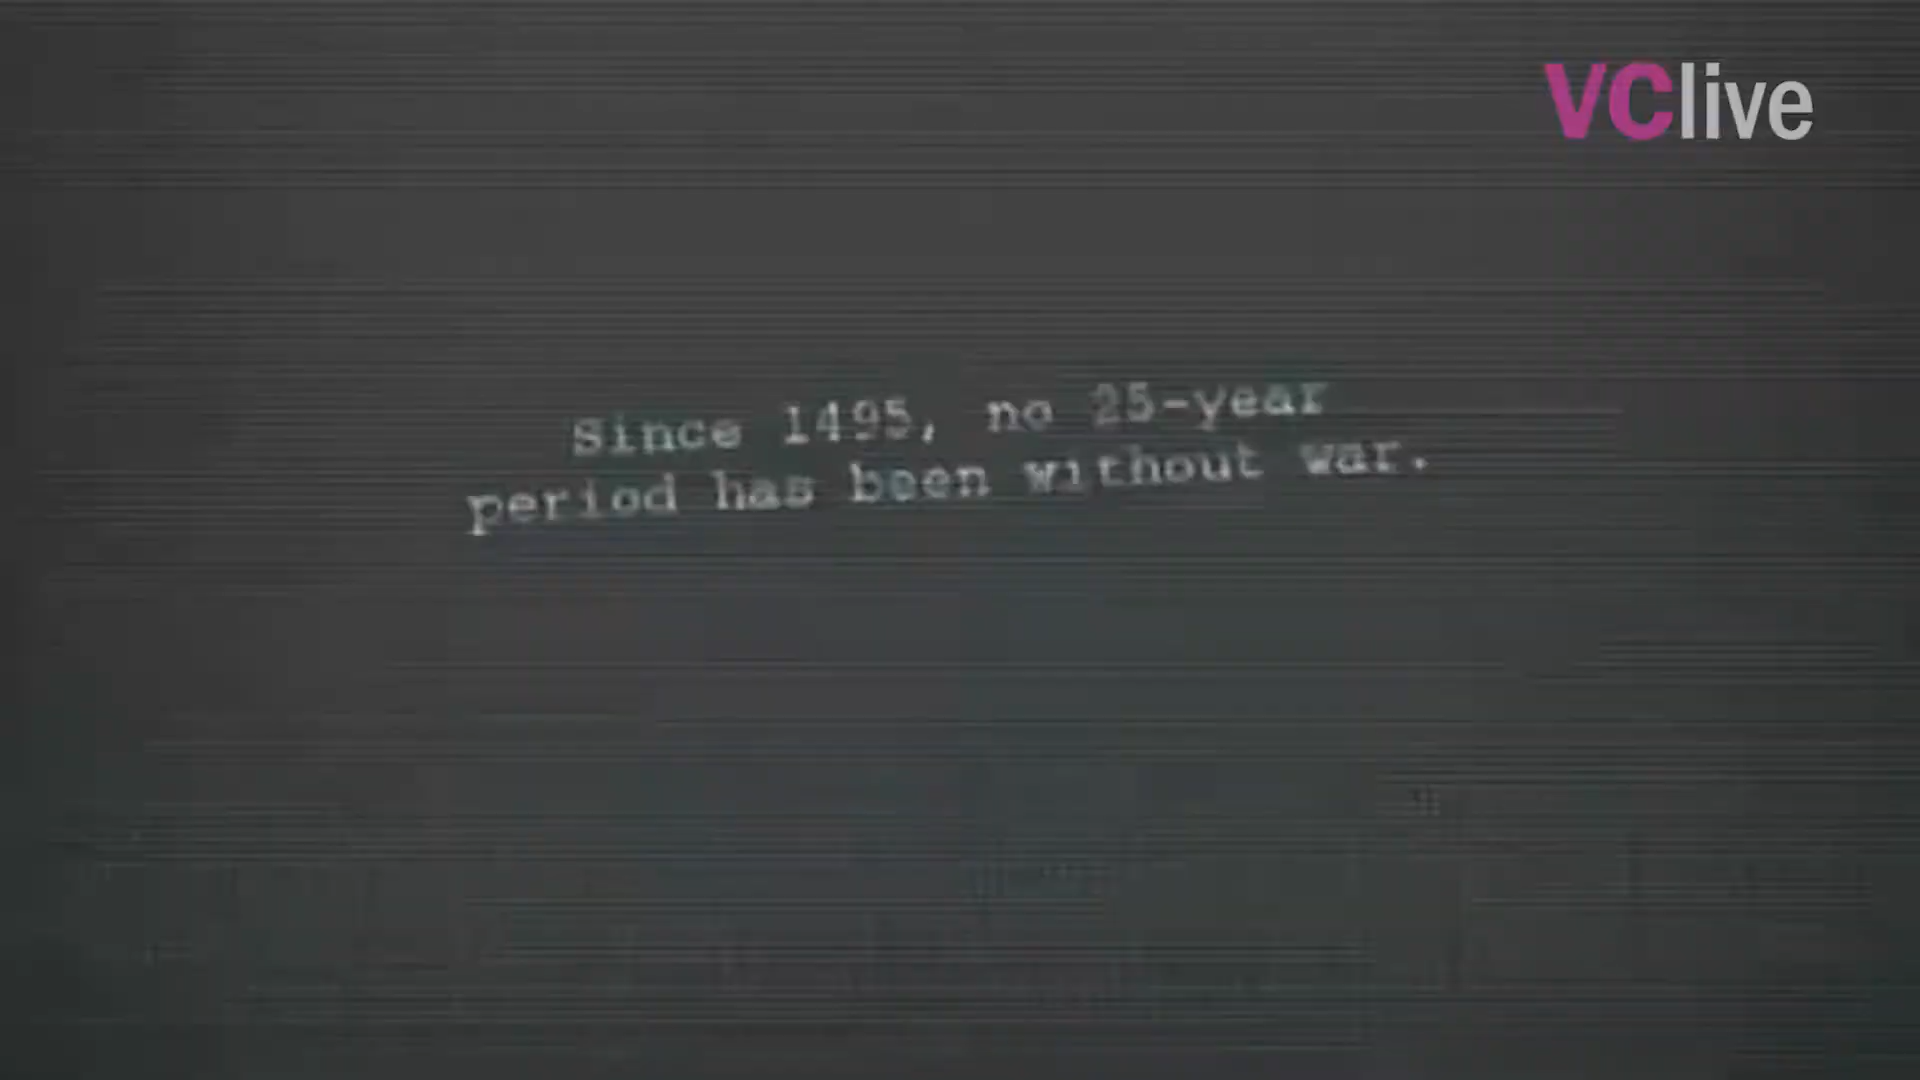 VClive
Since 1495, no 25-year
period has been without war.